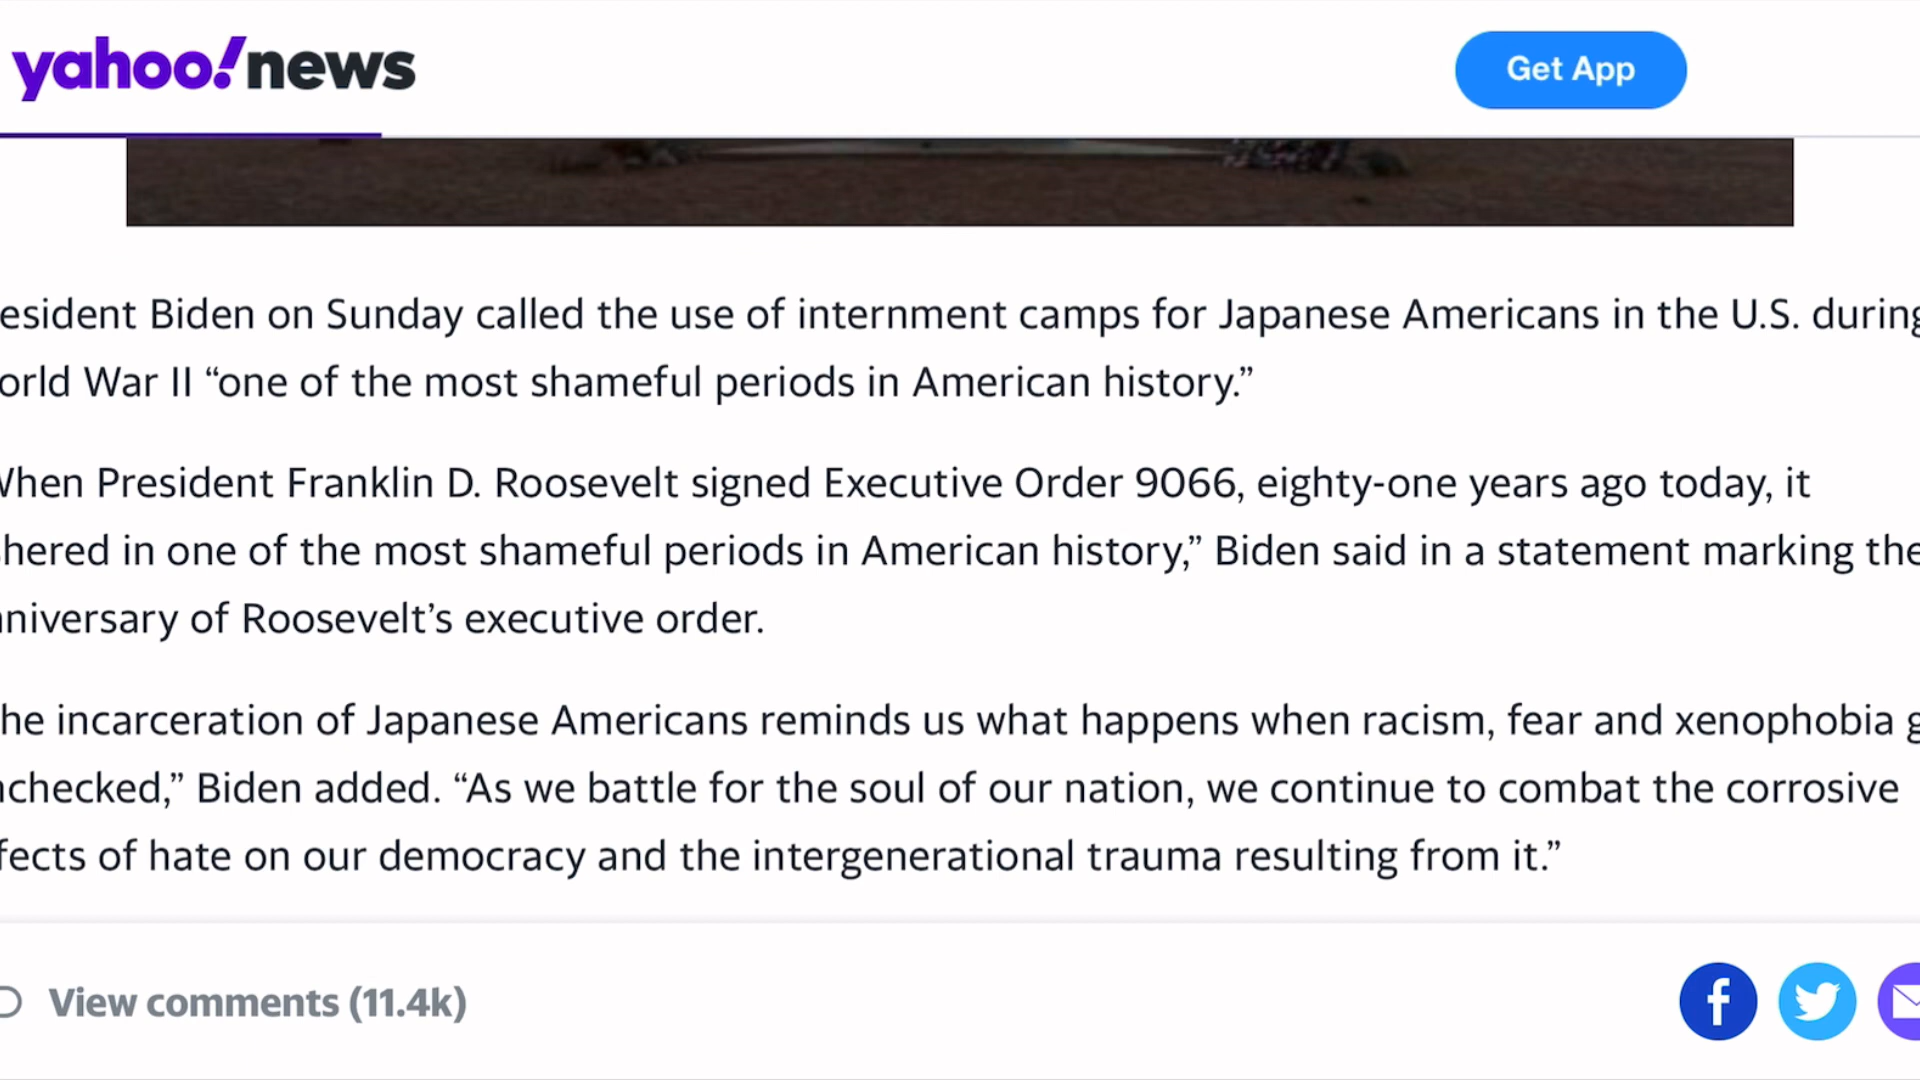 yahoo!news
Get App
esident Biden on Sunday called the use of internment camps for Japanese Americans in the U.S. during
orld War II “one of the most shameful periods in American history.”
When President Franklin D. Roosevelt signed Executive Order 9066, eighty-one years ago today, it
hered in one of the most shameful periods in American history,” Biden said in a statement marking the
nniversary of Roosevelt’s executive order.
he incarceration of Japanese Americans reminds us what happens when racism, fear and xenophobia g
nchecked,” Biden added. “As we battle for the soul of our nation, we continue to combat the corrosive
fects of hate on our democracy and the intergenerational trauma resulting from it.”
View comments (11.4k)